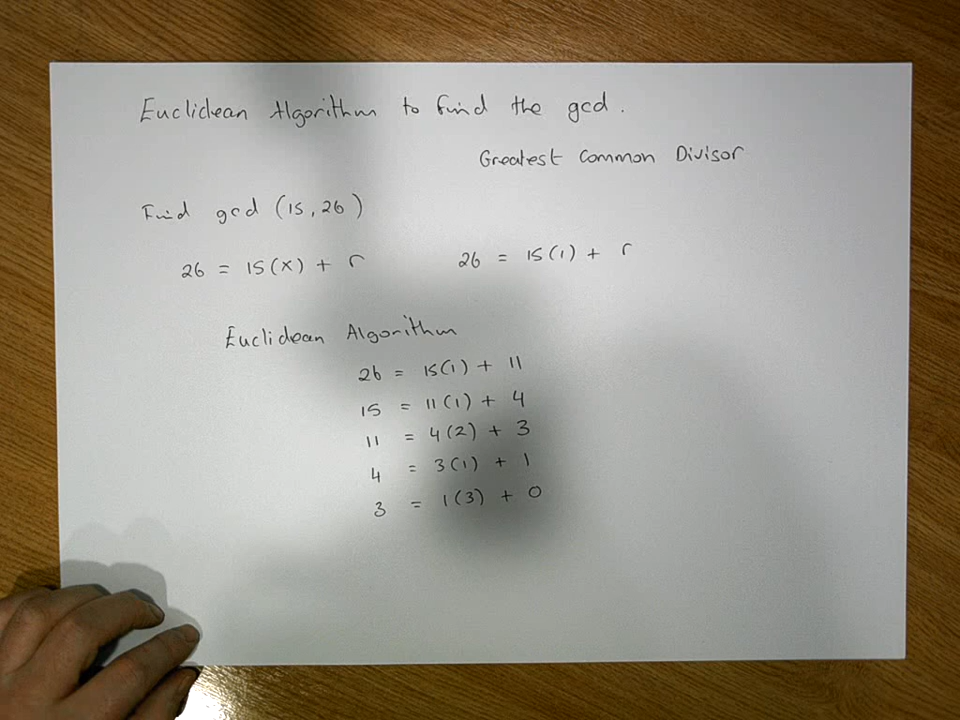 Euclidean Algorithm to find the gcd.
Greatest Common Divisor
Find gcd (15, 26)
26 = 15(x) + r 26 = 15(1) + r
Euclidean Algorithm
26 = 15(1) + 11
15 = 11(1) + 4
11 = 4(2) + 3
4 = 3(1) + 1
3 = 1(3) + 0